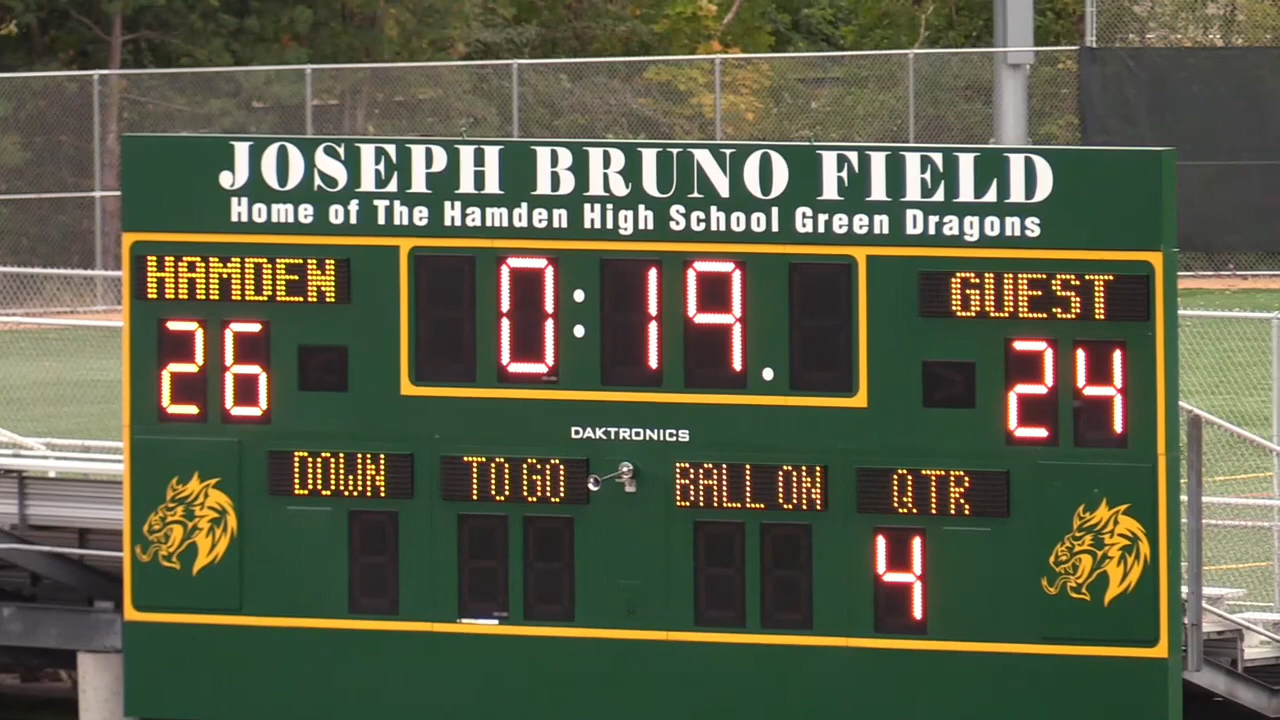 JOSEPH BRUNO FIELD
Home of The Hamden High School Green Dragons
HAMDEN 0:19. GUEST
26 24
DAKTRONICS
DOWN TO GO BALL ON QTR
4